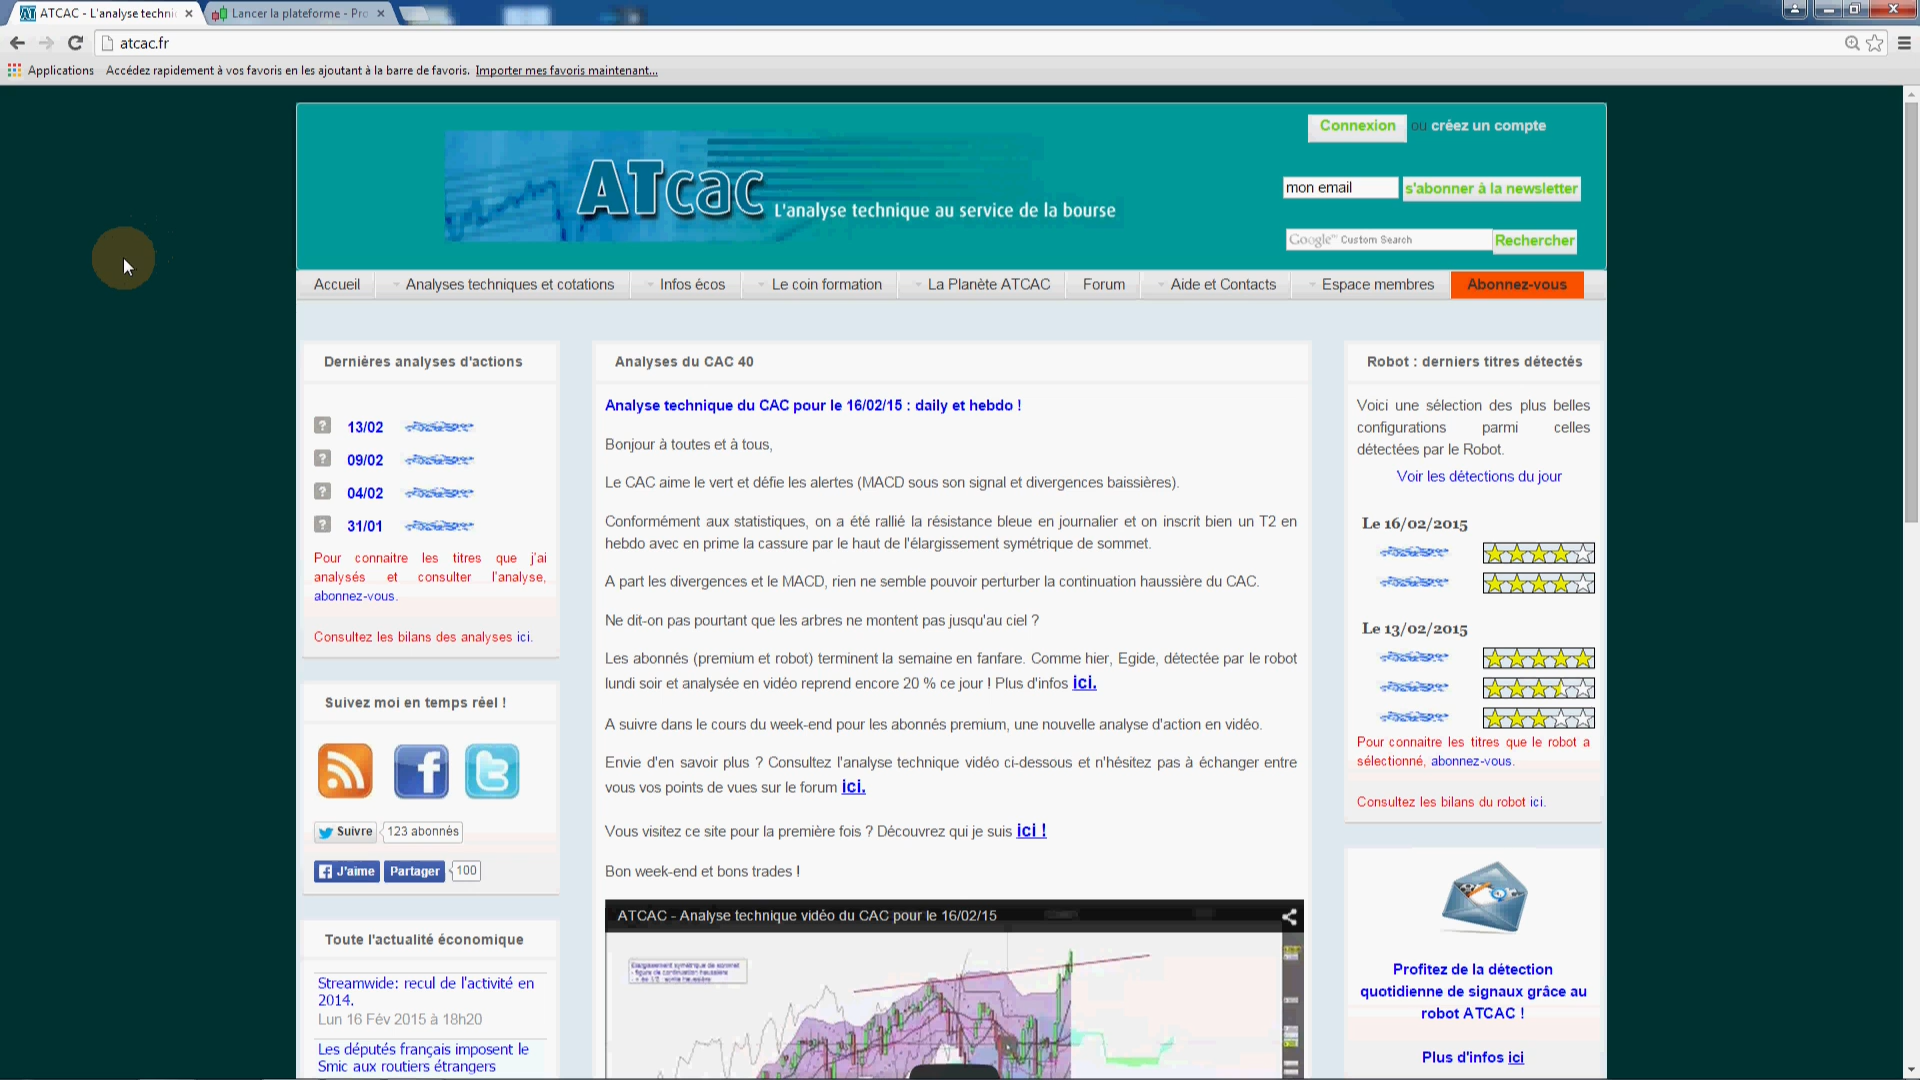 ATCAC - L'analyse techni
Lancer la plateforme - Pro
atcac.fr
Applications Accédez rapidement à vos favoris en les ajoutant à la barre de favoris. Importer mes favoris maintenant...
Connexion ou créez un compte
ATcac L'analyse technique au service de la bourse
mon email s'abonner à la newsletter
Google™ Custom Search Rechercher
Accueil Analyses techniques et cotations Infos écos Le coin formation La Planète ATCAC Forum Aide et Contacts Espace membres Abonnez-vous
Dernières analyses d'actions
? 13/02
? 09/02
? 04/02
? 31/01
Pour connaitre les titres que j'ai
analysés et consulter l'analyse,
abonnez-vous.
Consultez les bilans des analyses ici.
Suivez moi en temps réel !
Suivre 123 abonnés
J'aime Partager 100
Toute l'actualité économique
Streamwide: recul de l'activité en
2014.
Lun 16 Fév 2015 à 18h20
Les députés français imposent le
Smic aux routiers étrangers
Analyses du CAC 40
Analyse technique du CAC pour le 16/02/15 : daily et hebdo !
Bonjour à toutes et à tous,
Le CAC aime le vert et défie les alertes (MACD sous son signal et divergences baissières).
Conformément aux statistiques, on a été rallié la résistance bleue en journalier et on inscrit bien un T2 en
hebdo avec en prime la cassure par le haut de l'élargissement symétrique de sommet.
A part les divergences et le MACD, rien ne semble pouvoir perturber la continuation haussière du CAC.
Ne dit-on pas pourtant que les arbres ne montent pas jusqu'au ciel ?
Les abonnés (premium et robot) terminent la semaine en fanfare. Comme hier, Egide, détectée par le robot
lundi soir et analysée en vidéo reprend encore 20 % ce jour ! Plus d'infos ici.
A suivre dans le cours du week-end pour les abonnés premium, une nouvelle analyse d'action en vidéo.
Envie d'en savoir plus ? Consultez l'analyse technique vidéo ci-dessous et n'hésitez pas à échanger entre
vous vos points de vues sur le forum ici.
Vous visitez ce site pour la première fois ? Découvrez qui je suis ici !
Bon week-end et bons trades !
ATCAC - Analyse technique vidéo du CAC pour le 16/02/15
Elargissement symétrique de sommet
Robot : derniers titres détectés
Voici une sélection des plus belles
configurations parmi celles
détectées par le Robot.
Voir les détections du jour
Le 16/02/2015
Le 13/02/2015
Pour connaitre les titres que le robot a
sélectionné, abonnez-vous.
Consultez les bilans du robot ici.
Profitez de la détection
quotidienne de signaux grâce au
robot ATCAC !
Plus d'infos ici